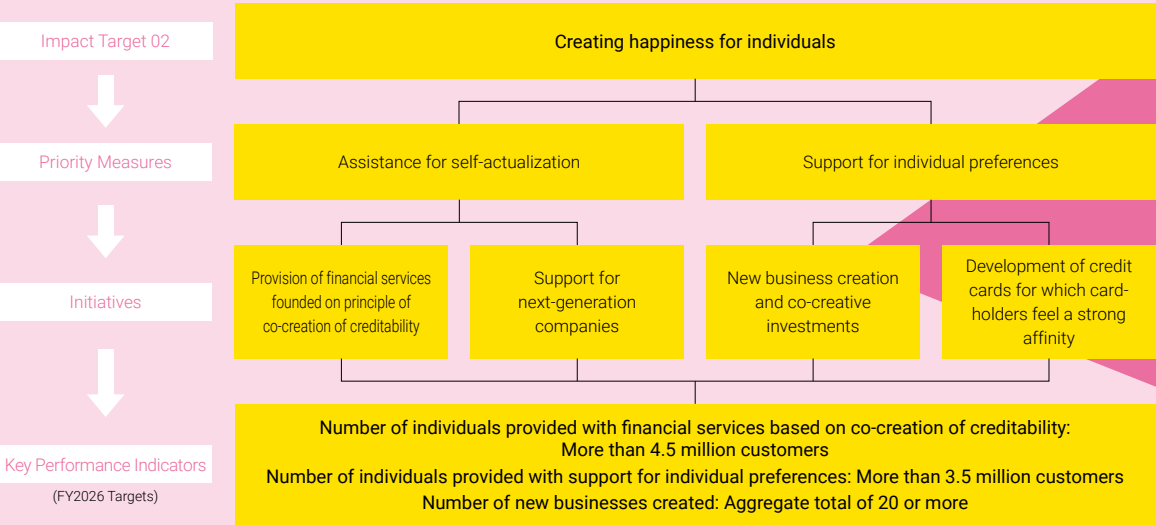 Impact Target 02
Creating happiness for individuals
Priority Measures
Assistance for self-actualization
Support for individual preferences
Initiatives
Provision of financial services
founded on principle of
co-creation of creditability
Support for
next-generation
companies
New business creation
and co-creative
investments
Development of credit
cards for which card-
holders feel a strong
affinity
Key Performance Indicators
(FY2026 Targets)
Number of individuals provided with financial services based on co-creation of creditability:
More than 4.5 million customers
Number of individuals provided with support for individual preferences: More than 3.5 million customers
Number of new businesses created: Aggregate total of 20 or more